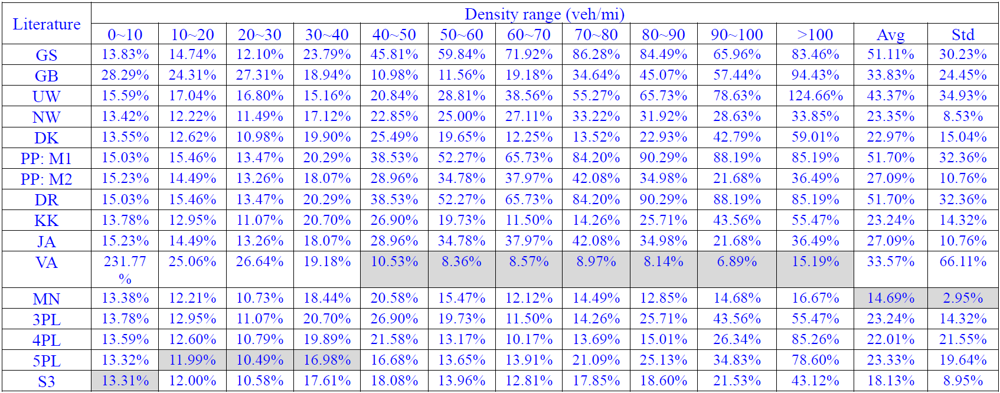 Literature Density range (veh/mi)
0~10 10~20 20~30 30~40 40~50 50~60 60~70 70~80 80~90 90~100 >100 Avg Std
GS 13.83% 14.74% 12.10% 23.79% 45.81% 59.84% 71.92% 86.28% 84.49% 65.96% 83.46% 51.11% 30.23%
GB 28.29% 24.31% 27.31% 18.94% 10.98% 11.56% 19.18% 34.64% 45.07% 57.44% 94.43% 33.83% 24.45%
UW 15.59% 17.04% 16.80% 15.16% 20.84% 28.81% 38.56% 55.27% 65.73% 78.63% 124.66% 43.37% 34.93%
NW 13.42% 12.22% 11.49% 17.12% 22.85% 25.00% 27.11% 33.22% 31.92% 28.63% 33.85% 23.35% 8.53%
DK 13.55% 12.62% 10.98% 19.90% 25.49% 19.65% 12.25% 13.52% 22.93% 42.79% 59.01% 22.97% 15.04%
PP: M1 15.03% 15.46% 13.47% 20.29% 38.53% 52.27% 65.73% 84.20% 90.29% 88.19% 85.19% 51.70% 32.36%
PP: M2 15.23% 14.49% 13.26% 18.07% 28.96% 34.78% 37.97% 42.08% 34.98% 21.68% 36.49% 27.09% 10.76%
DR 15.03% 15.46% 13.47% 20.29% 38.53% 52.27% 65.73% 84.20% 90.29% 88.19% 85.19% 51.70% 32.36%
KK 13.78% 12.95% 11.07% 20.70% 26.90% 19.73% 11.50% 14.26% 25.71% 43.56% 55.47% 23.24% 14.32%
JA 15.23% 14.49% 13.26% 18.07% 28.96% 34.78% 37.97% 42.08% 34.98% 21.68% 36.49% 27.09% 10.76%
VA 231.77 25.06% 26.64% 19.18% 10.53% 8.36% 8.57% 8.97% 8.14% 6.89% 15.19% 33.57% 66.11%
%
MN 13.38% 12.21% 10.73% 18.44% 20.58% 15.47% 12.12% 14.49% 12.85% 14.68% 16.67% 14.69% 2.95%
3PL 13.78% 12.95% 11.07% 20.70% 26.90% 19.73% 11.50% 14.26% 25.71% 43.56% 55.47% 23.24% 14.32%
4PL 13.59% 12.60% 10.79% 19.89% 21.58% 13.17% 10.17% 13.69% 15.01% 26.34% 85.26% 22.01% 21.55%
5PL 13.32% 11.99% 10.49% 16.98% 16.68% 13.65% 13.91% 21.09% 25.13% 34.83% 78.60% 23.33% 19.64%
S3 13.31% 12.00% 10.58% 17.61% 18.08% 13.96% 12.81% 17.85% 18.60% 21.53% 43.12% 18.13% 8.95%